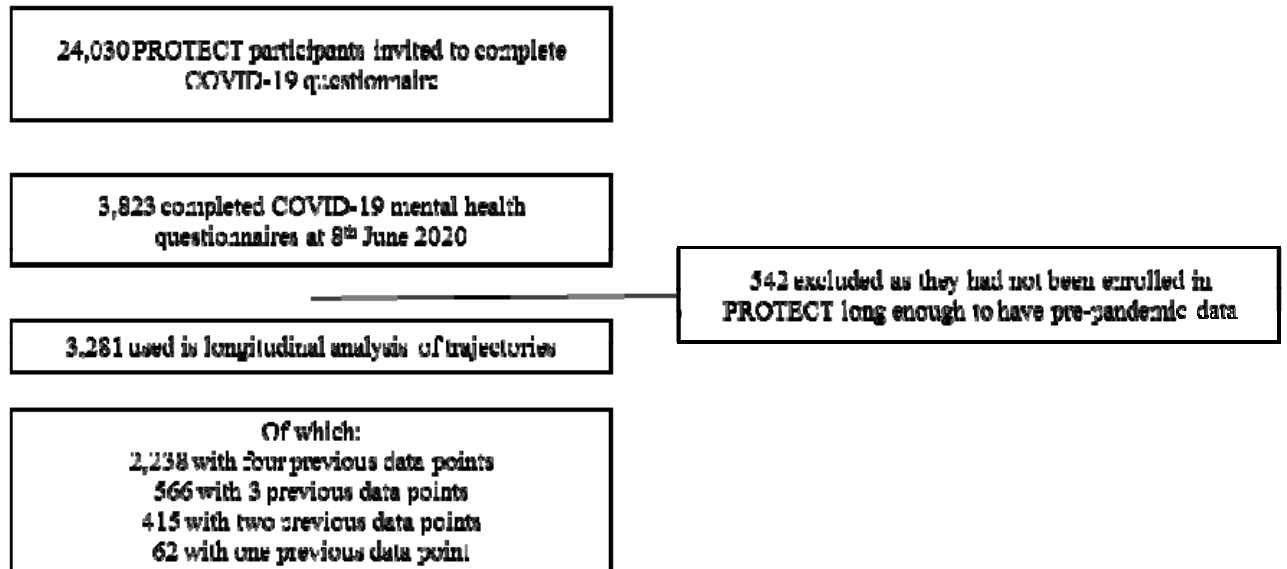 24,030 PROTECT participants invited to complete
COVID-19 questionnaire
3,823 completed COVID-19 mental health
questionnaires at 8th June 2020
542 excluded as they had not been enrolled in
PROTECT long enough to have pre-pandemic data
3,281 used is longitudinal analysis of trajectories
Of which:
2,238 with four previous data points
566 with 3 previous data points
415 with two previous data points
62 with one previous data point